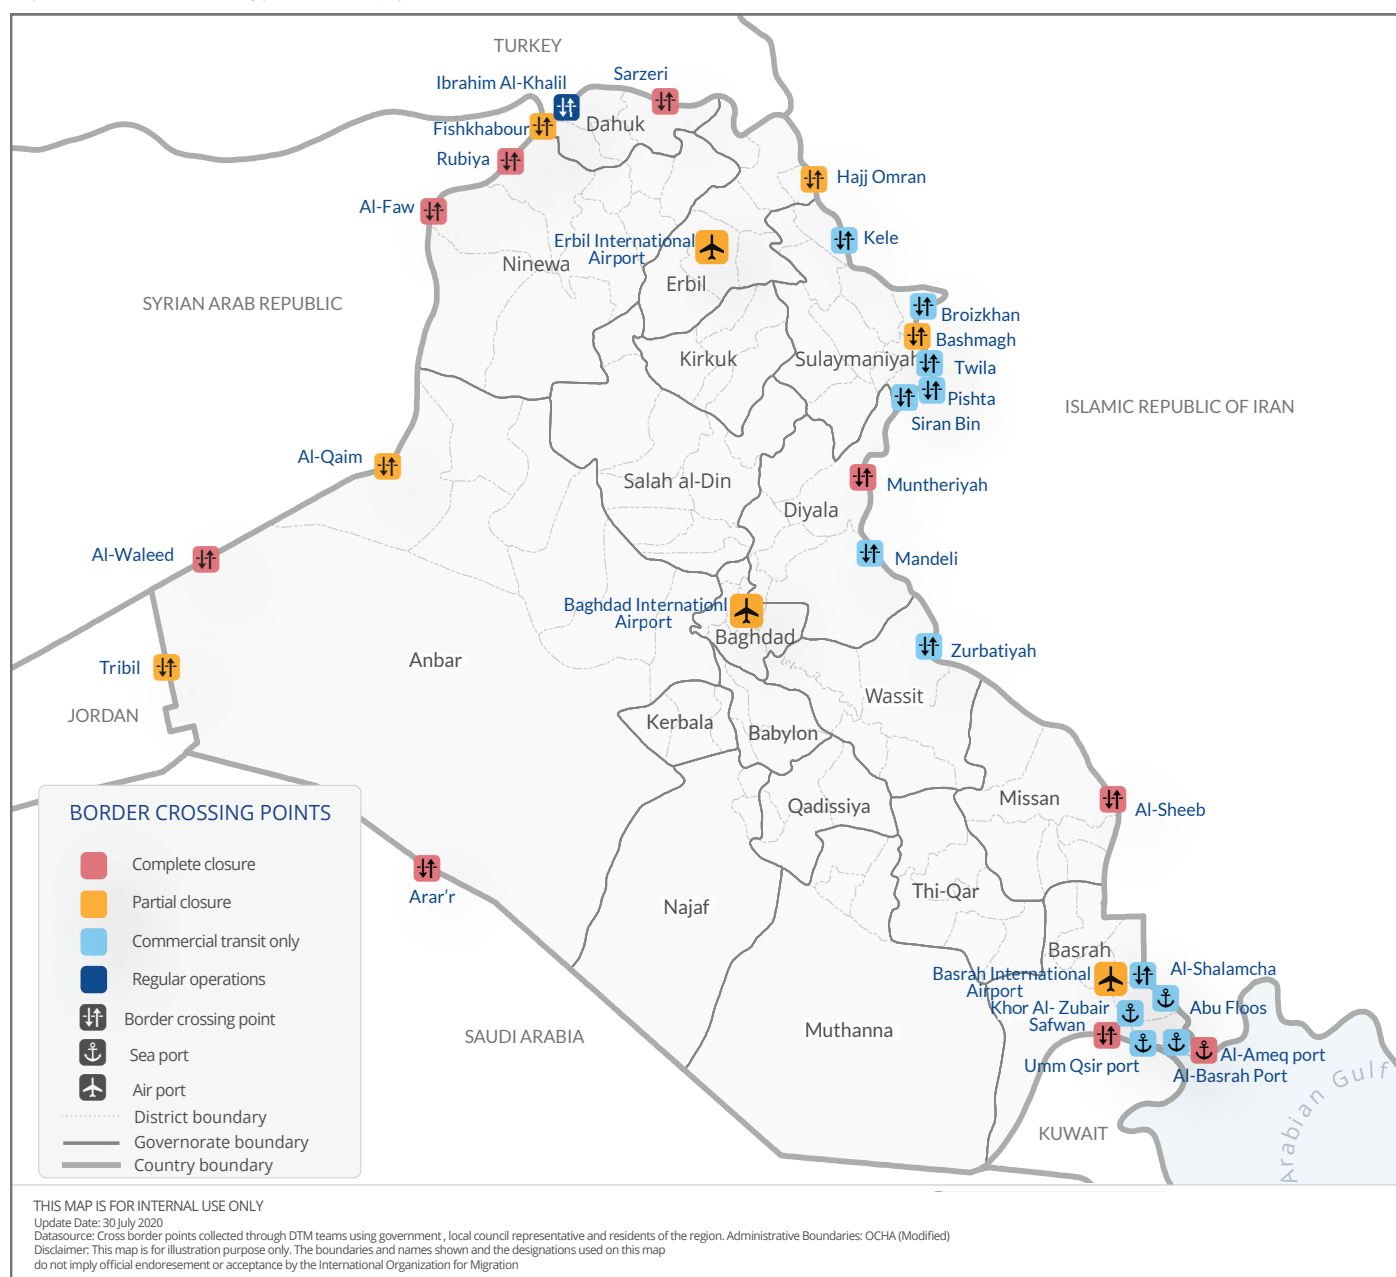 TURKEY
Sarzeri
Ibrahim Al-Khalil
Dahuk
Fishkhabour
Rubiya
Hajj Omran
Al-Faw
Kele
Erbil International
Airport
Ninewa
Erbil
SYRIAN ARAB REPUBLIC
Broizkhan
Bashmagh
Kirkuk
Sulaymaniyah
Twila
Pishta
ISLAMIC REPUBLIC OF IRAN
Siran Bin
Al-Qaim
Salah al-Din
Muntheriyah
Diyala
Al-Waleed
Mandeli
Baghdad Internationl
Airport
Baghdad
Zurbatiyah
Anbar
Tribil
Wassit
JORDAN
Kerbala
Babylon
Missan
Qadissiya
Al-Sheeb
Arar’r
Najaf
Thi-Qar
Basrah
Basrah International
Airport
Al-Shalamcha
Khor Al- Zubair
Abu Floos
Safwan
Muthanna
SAUDI ARABIA
Al-Ameq port
Umm Qsir port
Al-Basrah Port
KUWAIT
Arabian Gulf
BORDER CROSSING POINTS
Complete closure
Partial closure
Commercial transit only
Regular operations
Border crossing point
Sea port
Air port
District boundary
Governorate boundary
Country boundary
THIS MAP IS FOR INTERNAL USE ONLY
Update Date: 30 July 2020
Datasource: Cross border points collected through DTM teams using government , local council representative and residents of the region. Administrative Boundaries: OCHA (Modified)
Disclaimer: This map is for illustration purpose only. The boundaries and names shown and the designations used on this map
do not imply official endoresement or acceptance by the International Organization for Migration